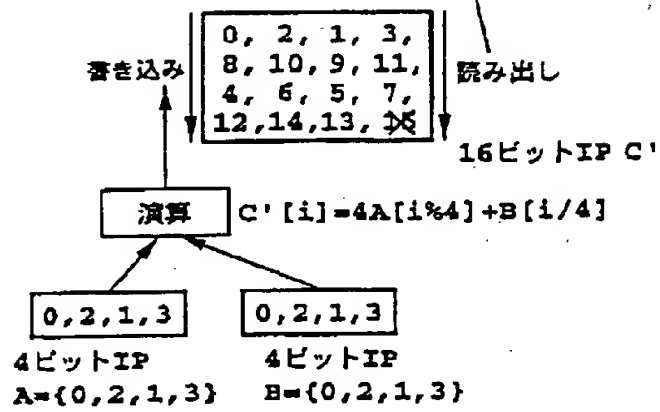 0, 2, 1, 3,
書き込み
8, 10, 9, 11,
読み出し
4, 6, 5, 7,
12,14,13,
16ビットIP C'
演算
C'[i]=4A[i%4]+B[i/4]
0,2,1,3
0,2,1,3
4ビットIP
4ビットIP
A={0,2,1,3}
B={0,2,1,3}